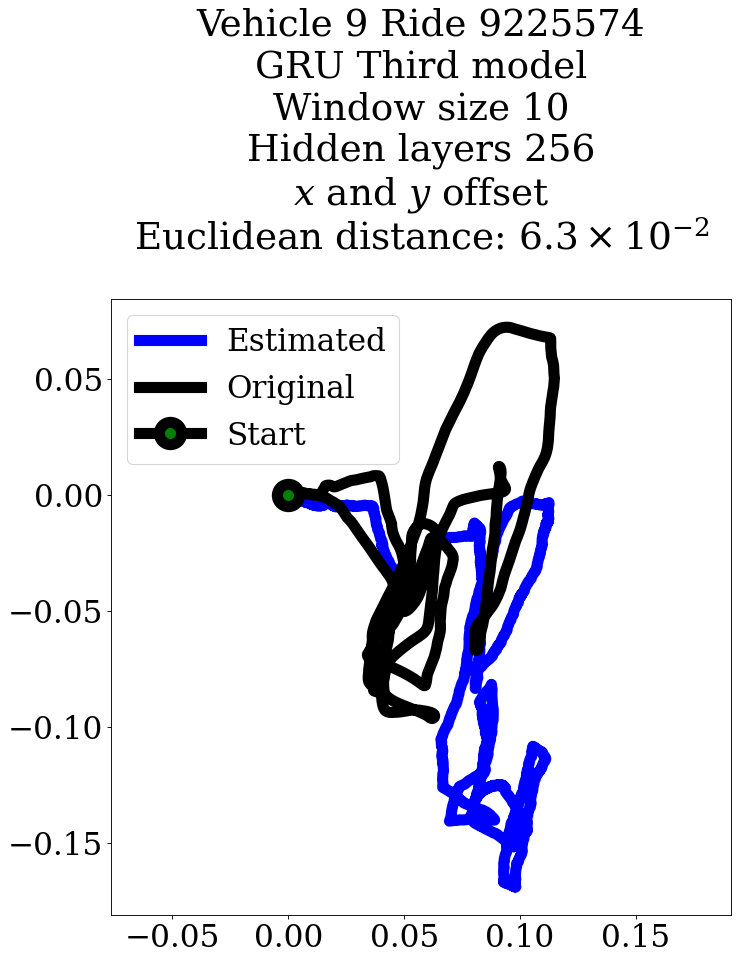 Vehicle 9 Ride 9225574
GRU Third model
Window size 10
Hidden layers 256
x and y offset
Euclidean distance: 6.3 × 10⁻²
Estimated
Original
Start
0.05
0.00
−0.05
−0.10
−0.15
−0.05 0.00 0.05 0.10 0.15